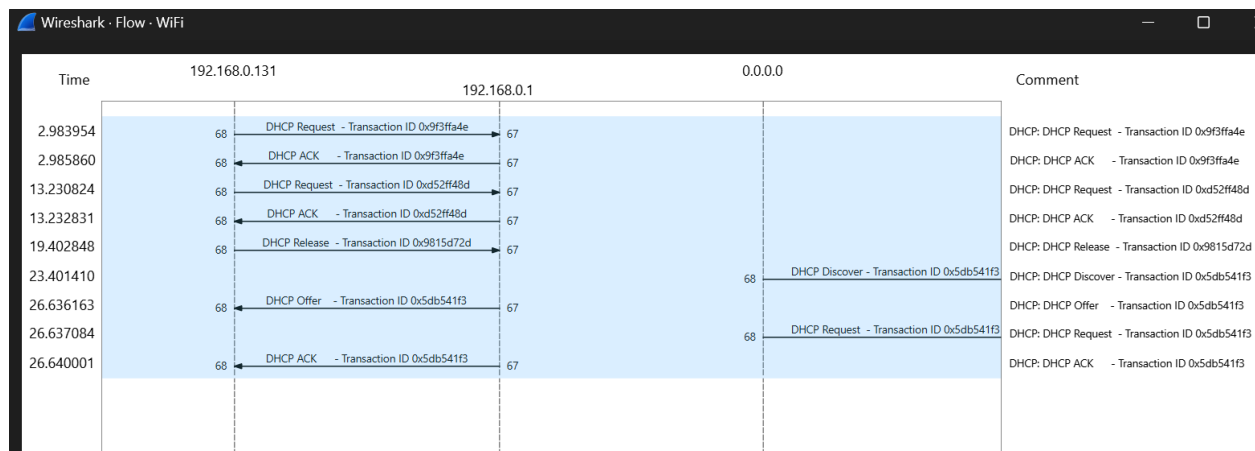 Wireshark · Flow · WiFi
Time 192.168.0.131 192.168.0.1 0.0.0.0 Comment
2.983954 68 DHCP Request - Transaction ID 0x9f3ffa4e 67 DHCP: DHCP Request - Transaction ID 0x9f3ffa4e
2.985860 68 DHCP ACK - Transaction ID 0x9f3ffa4e 67 DHCP: DHCP ACK - Transaction ID 0x9f3ffa4e
13.230824 68 DHCP Request - Transaction ID 0xd52ff48d 67 DHCP: DHCP Request - Transaction ID 0xd52ff48d
13.232831 68 DHCP ACK - Transaction ID 0xd52ff48d 67 DHCP: DHCP ACK - Transaction ID 0xd52ff48d
19.402848 68 DHCP Release - Transaction ID 0x9815d72d 67 DHCP: DHCP Release - Transaction ID 0x9815d72d
23.401410 68 DHCP Discover - Transaction ID 0x5db541f3 DHCP: DHCP Discover - Transaction ID 0x5db541f3
26.636163 68 DHCP Offer - Transaction ID 0x5db541f3 67 DHCP: DHCP Offer - Transaction ID 0x5db541f3
26.637084 68 DHCP Request - Transaction ID 0x5db541f3 DHCP: DHCP Request - Transaction ID 0x5db541f3
26.640001 68 DHCP ACK - Transaction ID 0x5db541f3 67 DHCP: DHCP ACK - Transaction ID 0x5db541f3